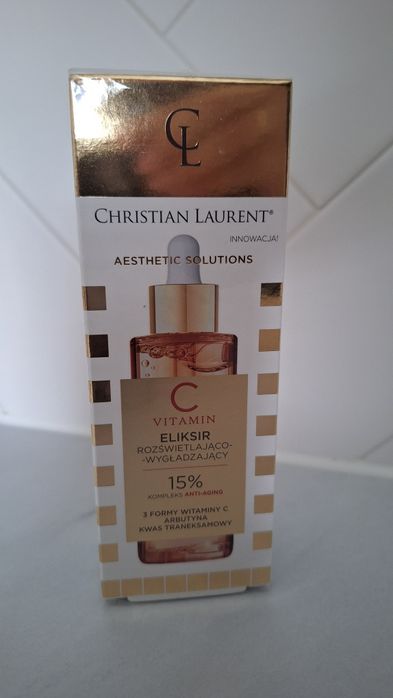 CL
CHRISTIAN LAURENT®
INNOWACJA!
AESTHETIC SOLUTIONS
C
VITAMIN
ELIKSIR
ROZŚWIETLAJĄCO-
-WYGŁADZAJĄCY
15%
KOMPLEKS ANTI-AGING
3 FORMY WITAMINY C
ARBUTYNA
KWAS TRANEKSAMOWY